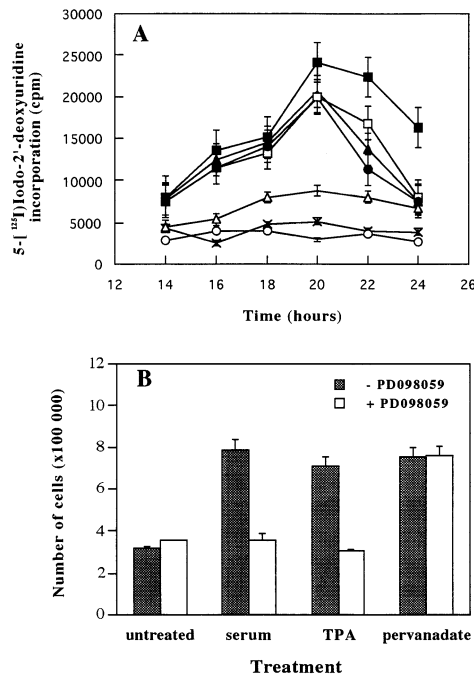 A
30000
25000
20000
15000
10000
5000
0
12 14 16 18 20 22 24 26
5-[¹²⁵I]Iodo-2¹-deoxyuridine
incorporation (cpm)
Time (hours)
B
- PD098059
+ PD098059
12
10
8
6
4
2
0
Number of cells (x100 000)
untreated serum TPA pervanadate
Treatment